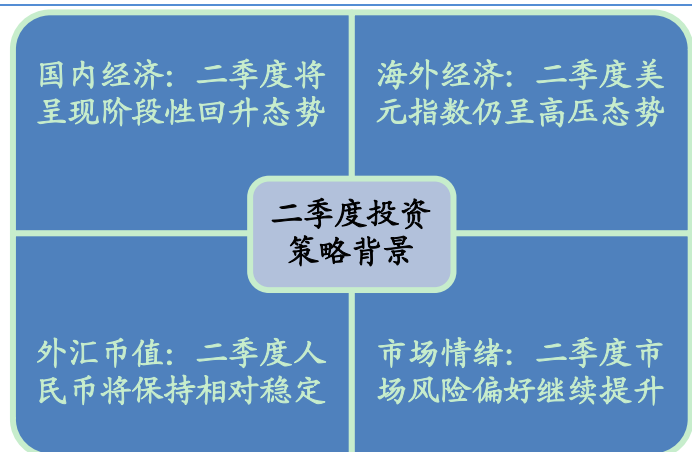 国内经济：二季度将
呈现阶段性回升态势
海外经济：二季度美
元指数仍呈高压态势
二季度投资
策略背景
外汇币值：二季度人
民币将保持相对稳定
市场情绪：二季度市
场风险偏好继续提升